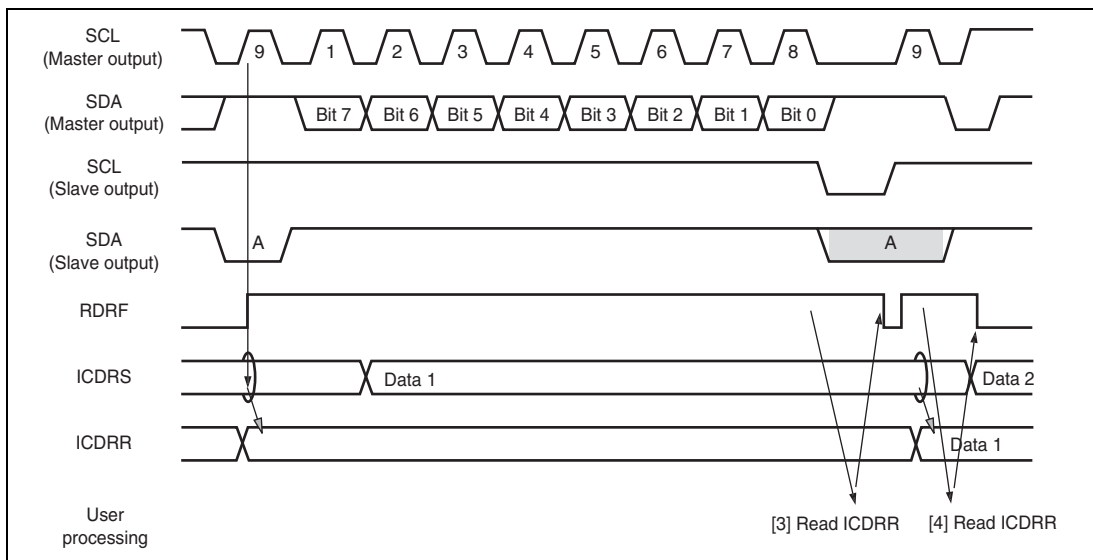 SCL
(Master output)
9 1 2 3 4 5 6 7 8 9
SDA
(Master output)
Bit 7 Bit 6 Bit 5 Bit 4 Bit 3 Bit 2 Bit 1 Bit 0
SCL
(Slave output)
SDA
(Slave output)
A A
RDRF
ICDRS
Data 1 Data 2
ICDRR
Data 1
User
processing
[3] Read ICDRR [4] Read ICDRR